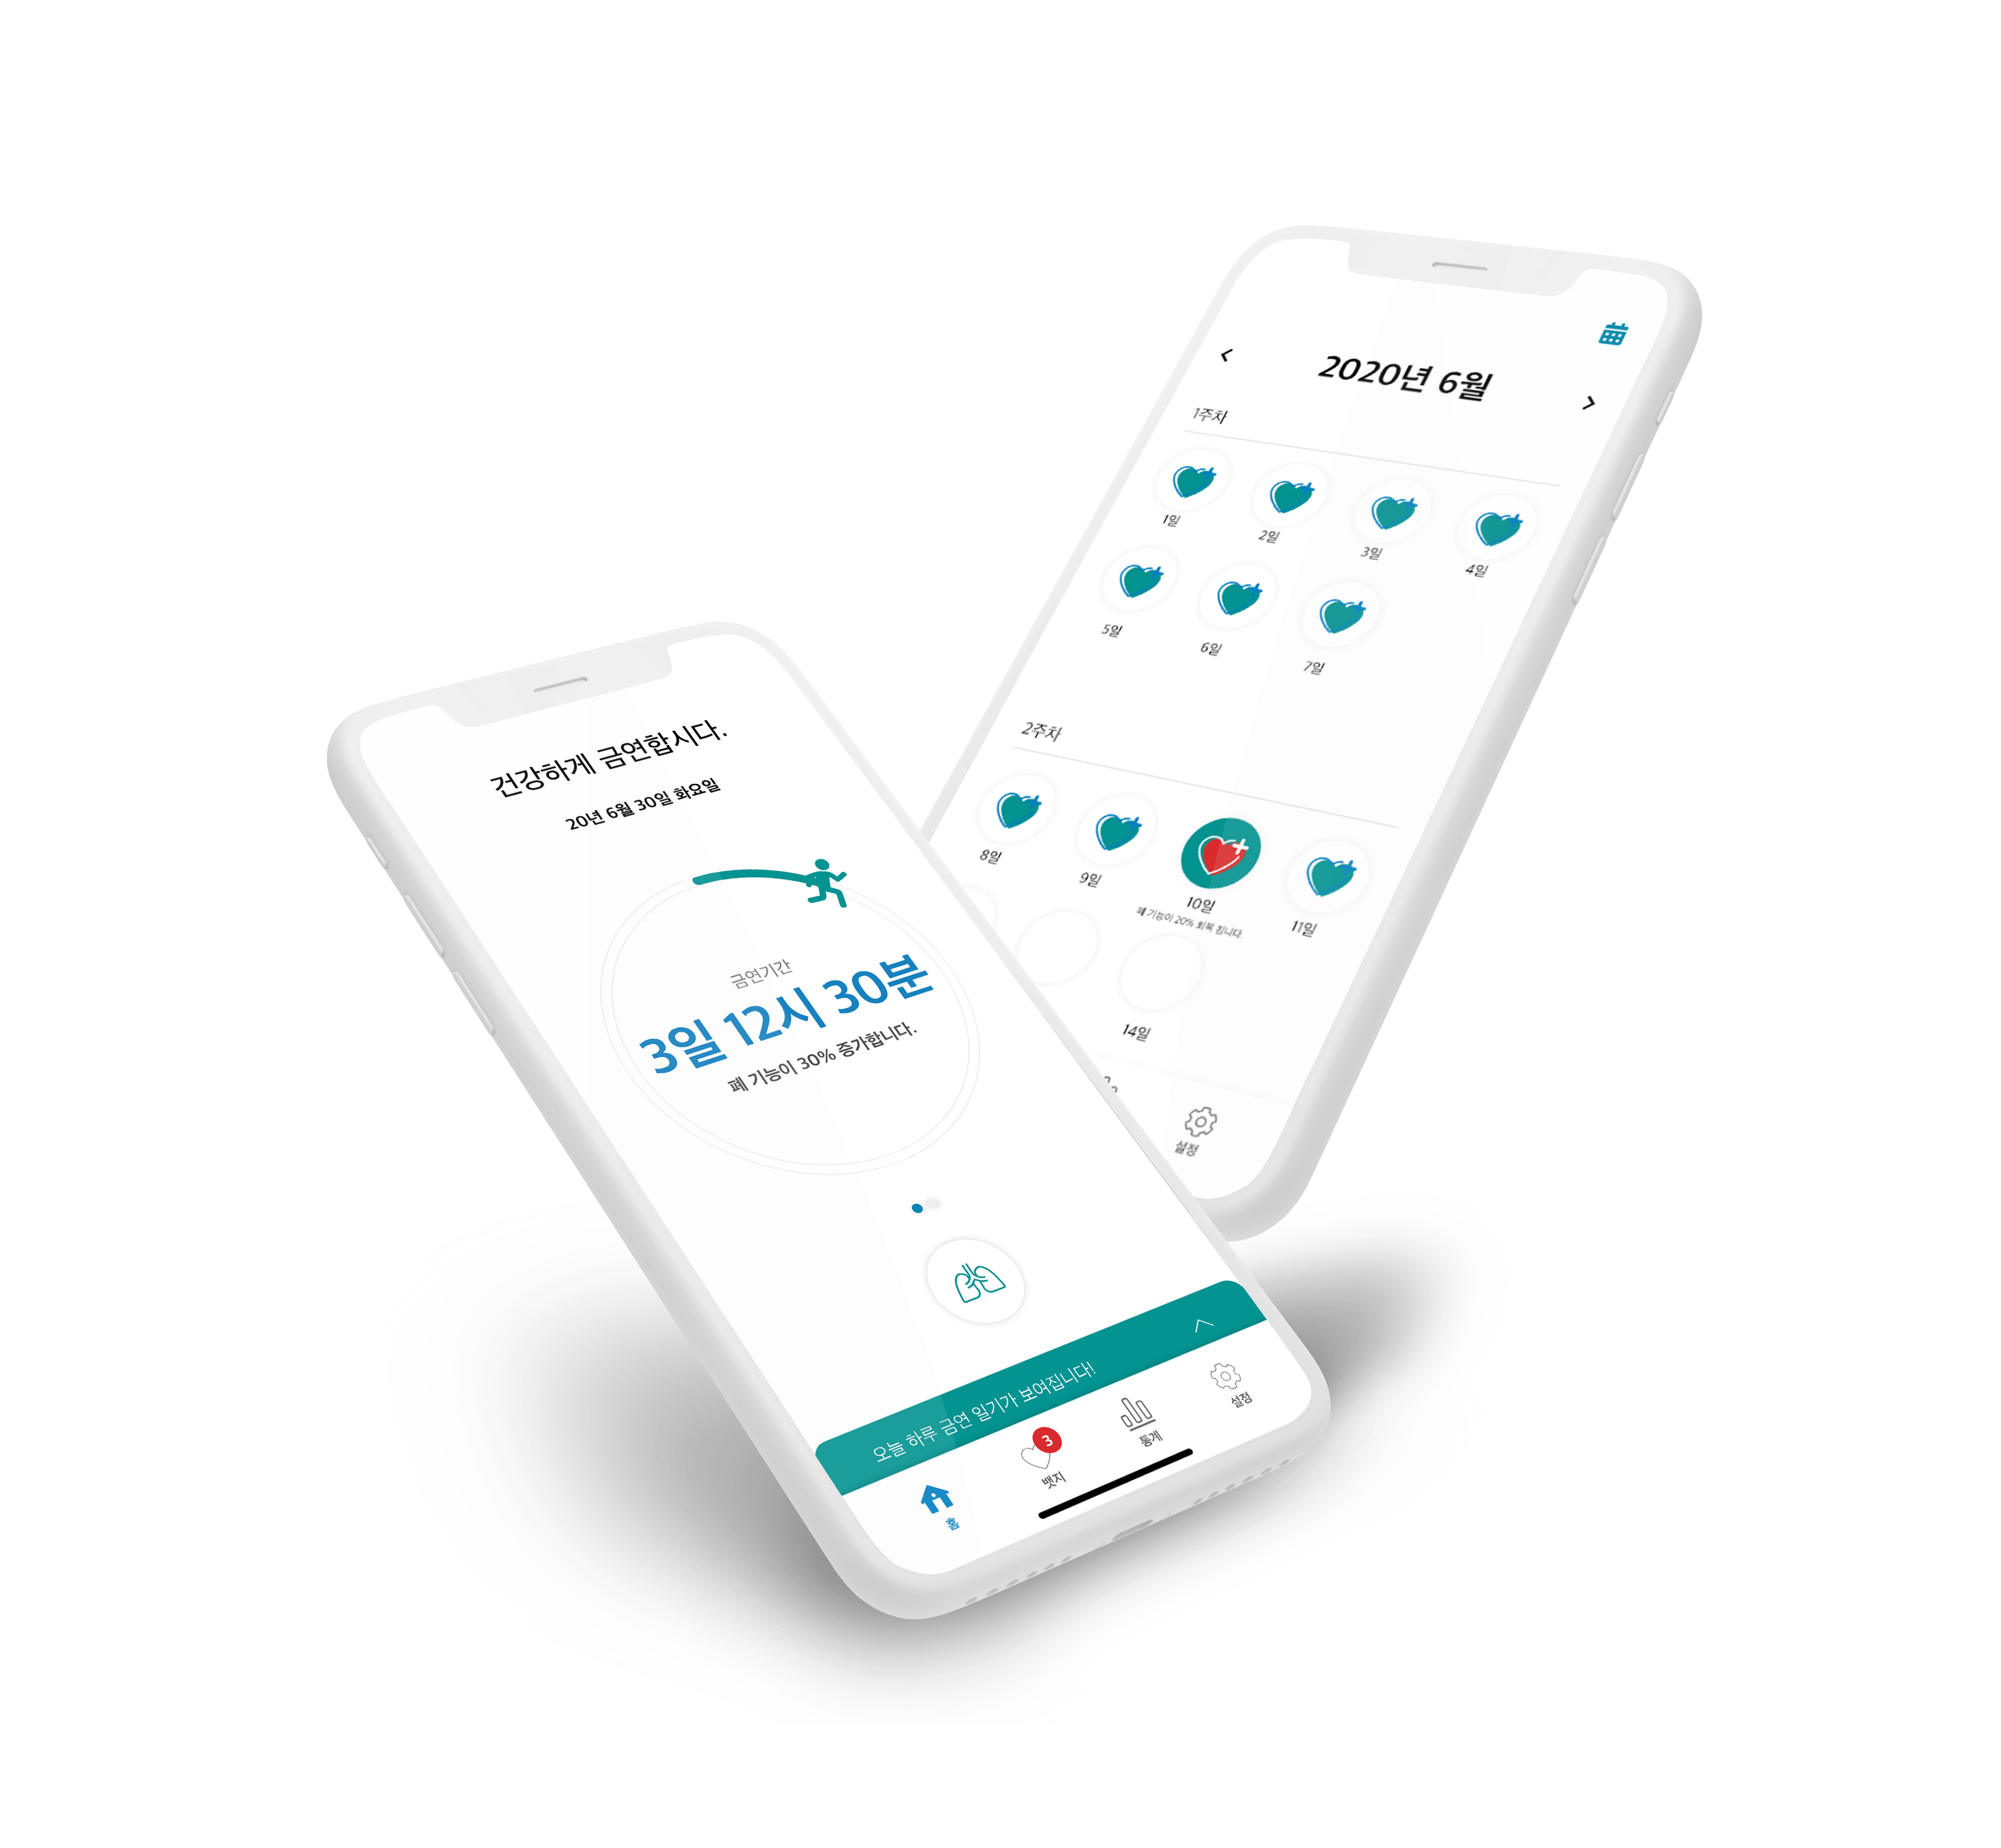 건강하게 금연합시다.
20년 6월 30일 화요일
금연기간
3일 12시 30분
폐 기능이 30% 증가합니다.
오늘 하루 금연 일기가 보여집니다!
홈
3
뱃지
통계
설정
2020년 6월
1주차
1일
2일
3일
4일
5일
6일
7일
2주차
8일
9일
10일
폐 기능이 20% 회복 됩니다.
11일
14일
설정